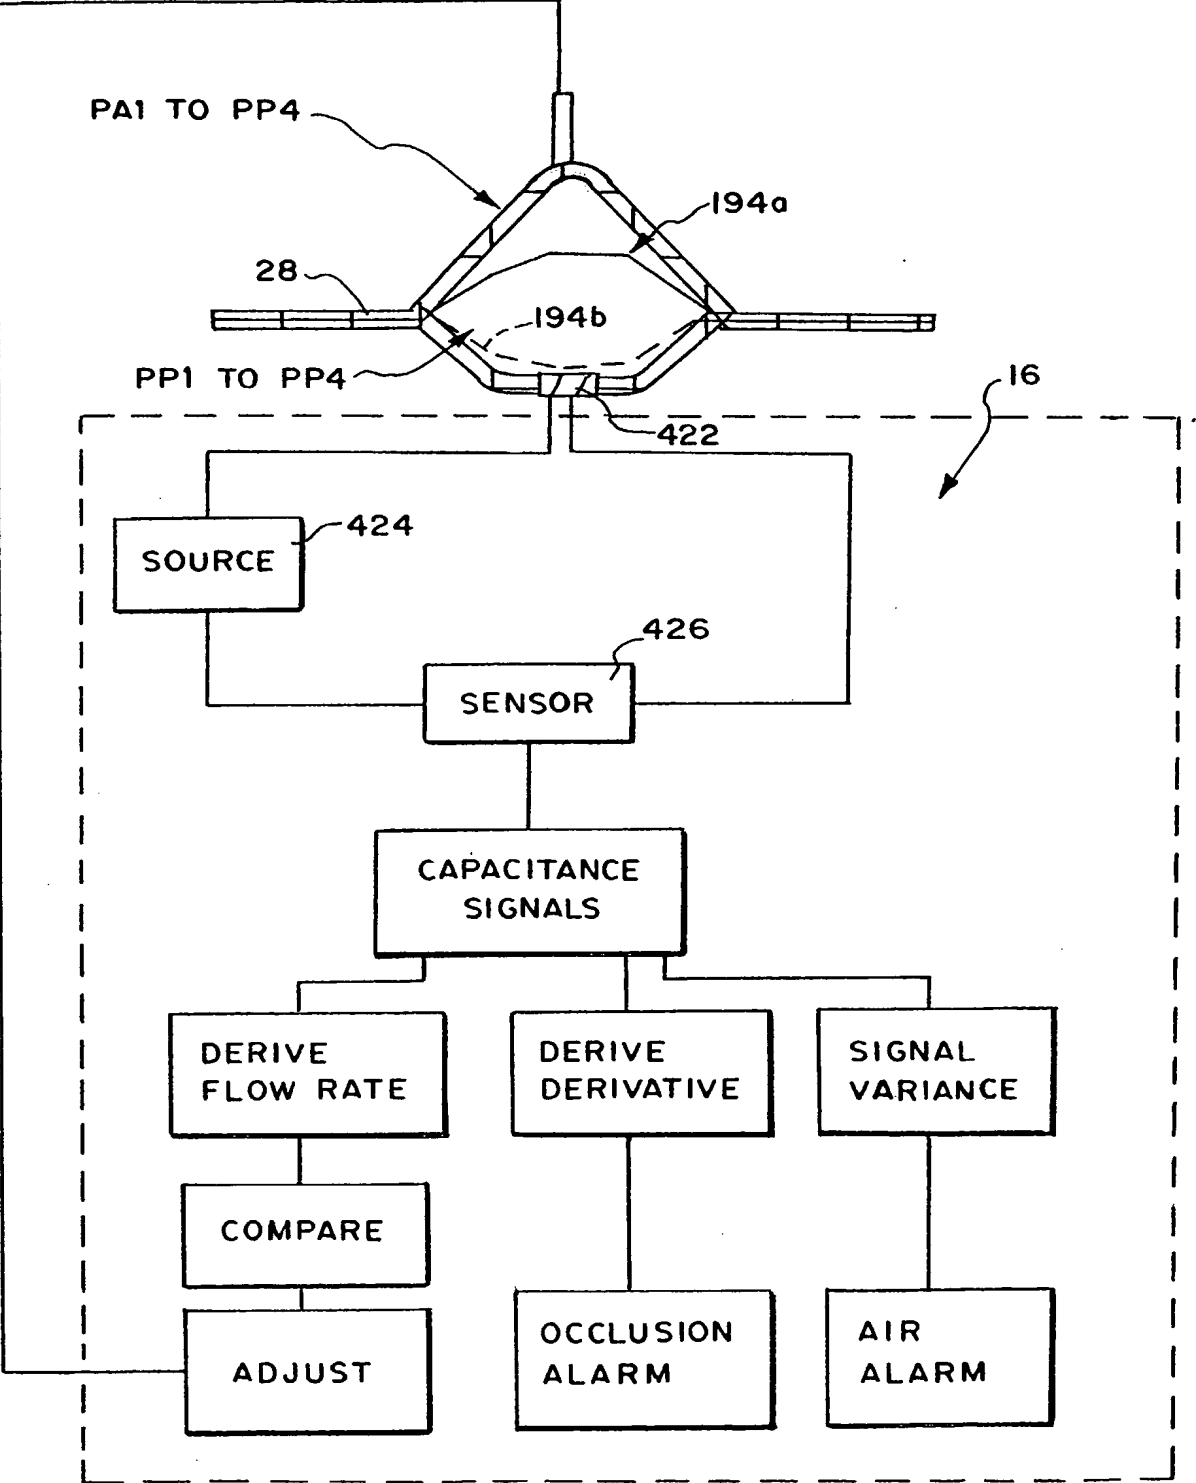 PA1 TO PP4
194a
28
194b
PP1 TO PP4
16
422
424
SOURCE
426
SENSOR
CAPACITANCE
SIGNALS
DERIVE
FLOW RATE
DERIVE
DERIVATIVE
SIGNAL
VARIANCE
COMPARE
OCCLUSION
ALARM
AIR
ALARM
ADJUST